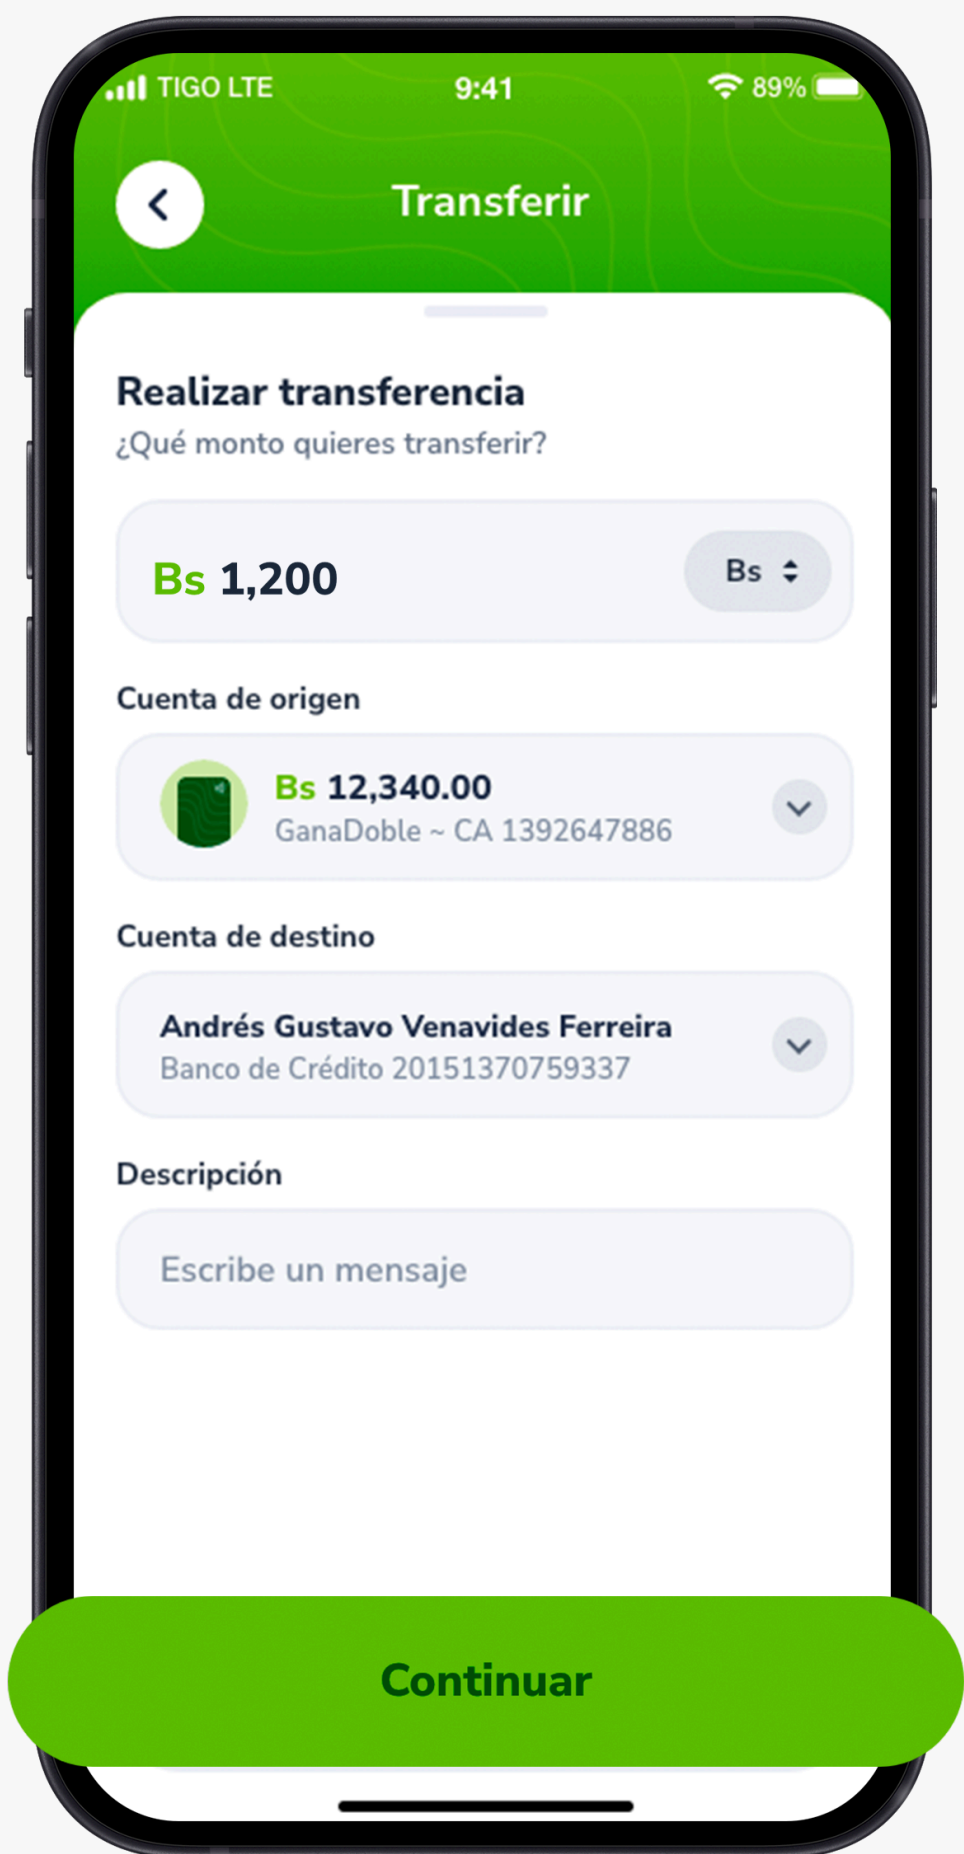 TIGO LTE 9:41 89%
Transferir
Realizar transferencia
¿Qué monto quieres transferir?
Bs 1,200 Bs
Cuenta de origen
Bs 12,340.00
GanaDoble ~ CA 1392647886
Cuenta de destino
Andrés Gustavo Venavides Ferreira
Banco de Crédito 20151370759337
Descripción
Escribe un mensaje
Continuar